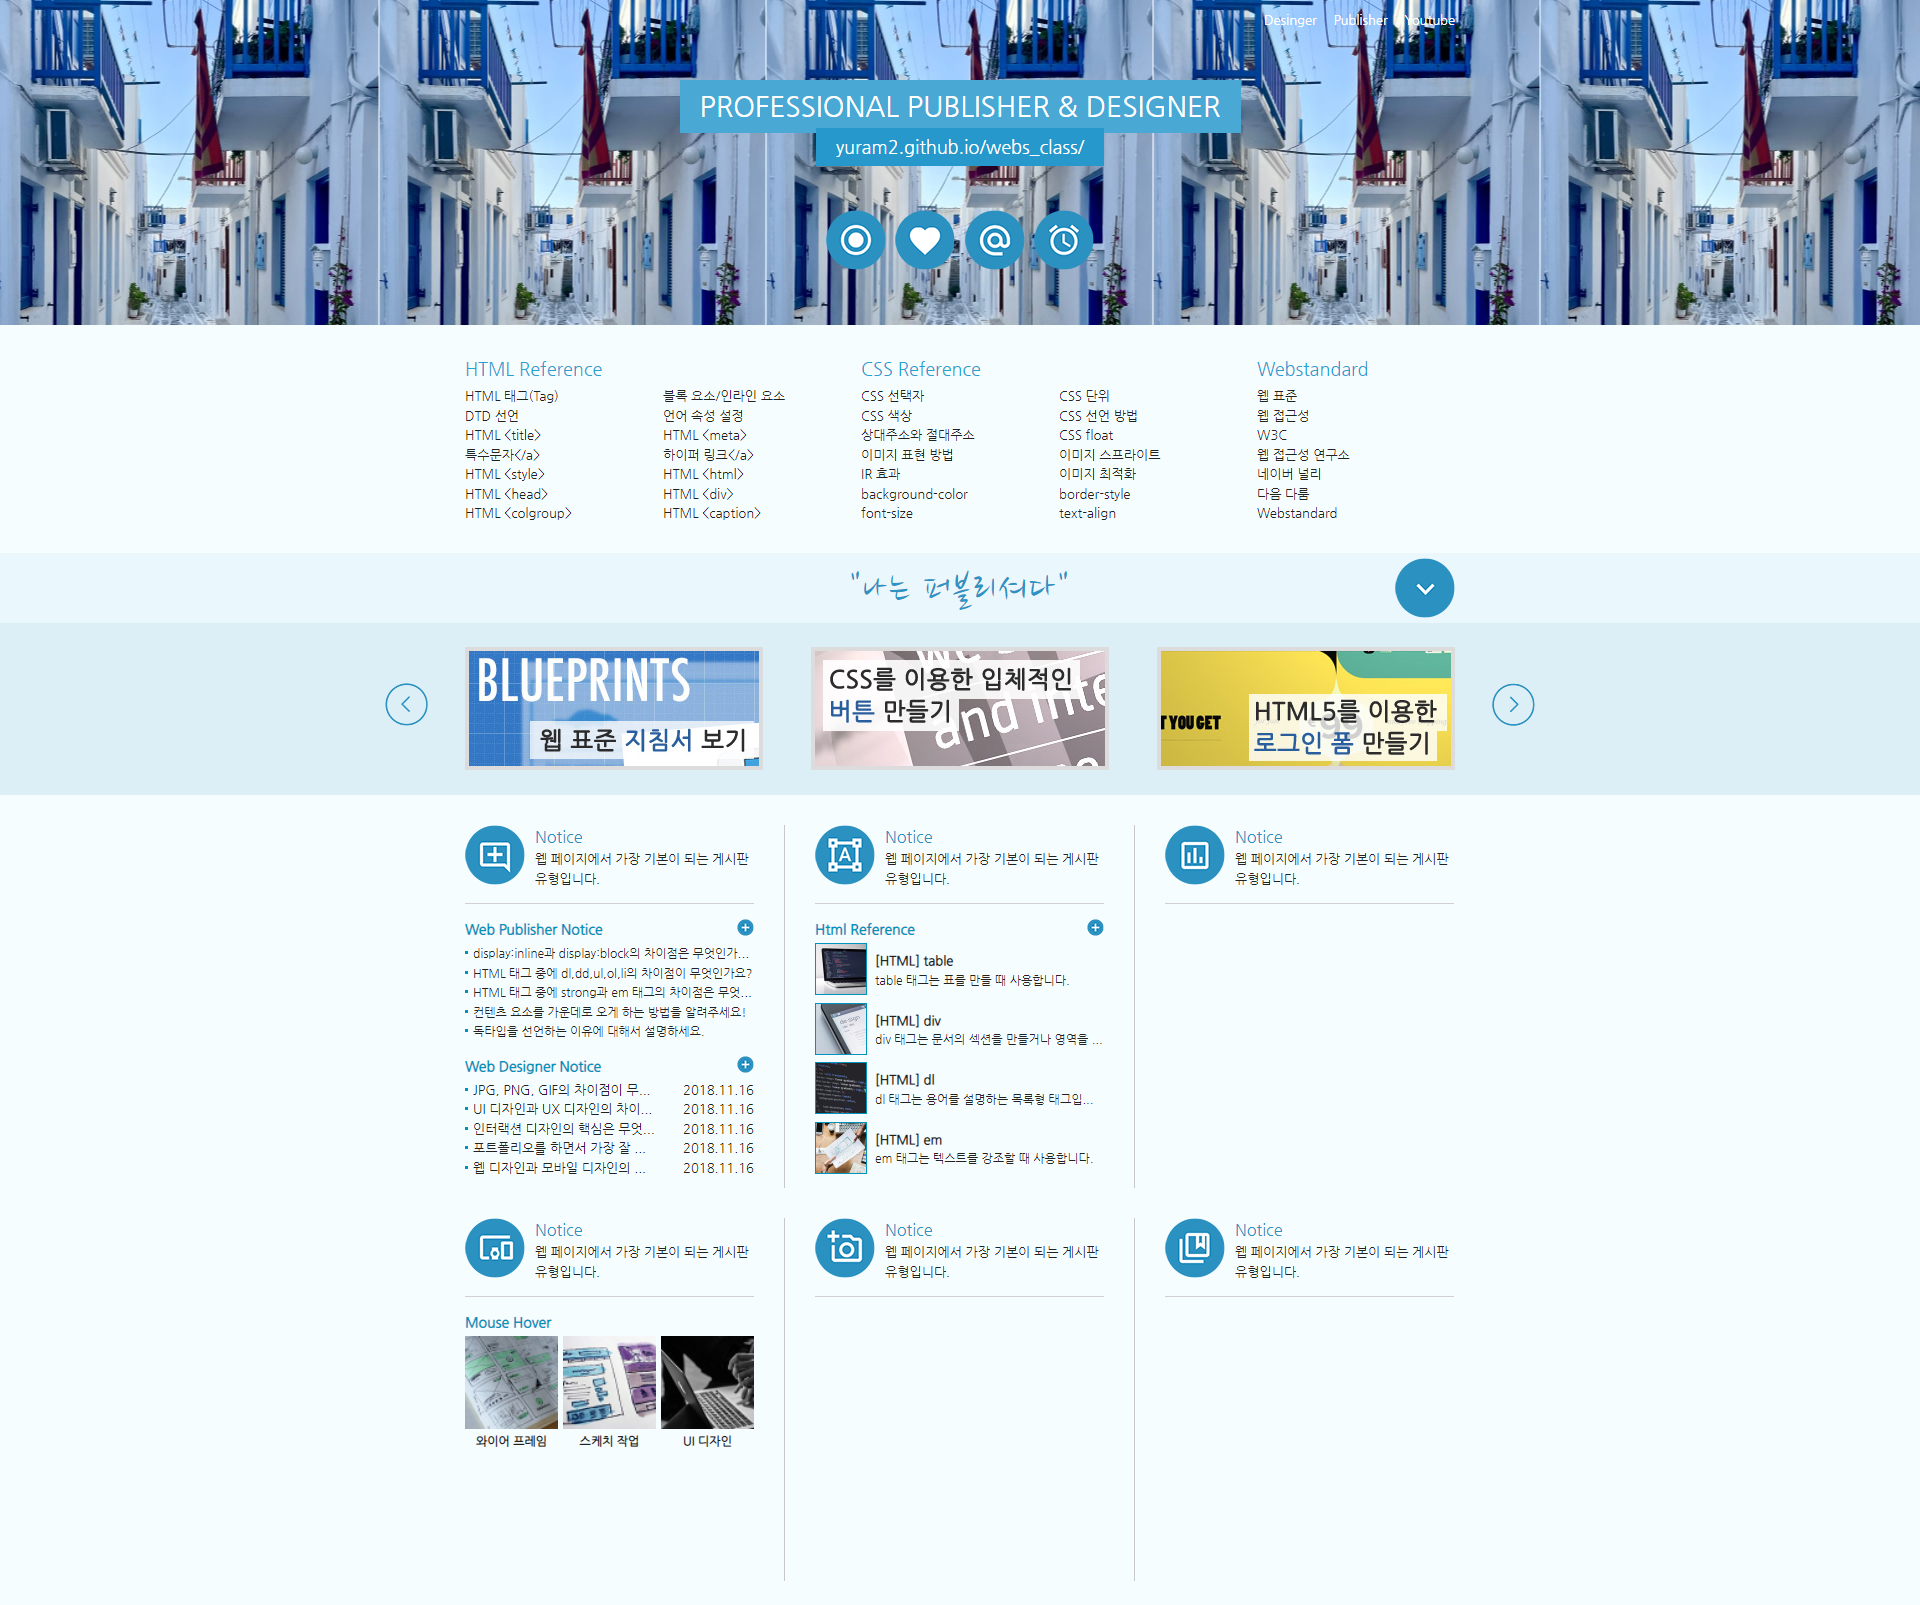 Desinger Publisher Youtube
PROFESSIONAL PUBLISHER & DESIGNER
yuram2.github.io/webs_class/
HTML Reference
HTML 태그(Tag)
DTD 선언
HTML <title>
특수문자</a>
HTML <style>
HTML <head>
HTML <colgroup>
블록 요소/인라인 요소
언어 속성 설정
HTML <meta>
하이퍼 링크</a>
HTML <html>
HTML <div>
HTML <caption>
CSS Reference
CSS 선택자
CSS 색상
상대주소와 절대주소
이미지 표현 방법
IR 효과
background-color
font-size
CSS 단위
CSS 선언 방법
CSS float
이미지 스프라이트
이미지 최적화
border-style
text-align
Webstandard
웹 표준
웹 접근성
W3C
웹 접근성 연구소
네이버 널리
다음 다룸
Webstandard
"나는 퍼블리셔다"
BLUEPRINTS
웹 표준 지침서 보기
CSS를 이용한 입체적인
버튼 만들기
and inte
T YOU GET
HTML5를 이용한
로그인 폼 만들기
Notice
웹 페이지에서 가장 기본이 되는 게시판
유형입니다.
Web Publisher Notice
display:inline과 display:block의 차이점은 무엇인가...
HTML 태그 중에 dl,dd,ul,ol,li의 차이점이 무엇인가요?
HTML 태그 중에 strong과 em 태그의 차이점은 무엇...
컨텐츠 요소를 가운데로 오게 하는 방법을 알려주세요!
독타입을 선언하는 이유에 대해서 설명하세요.
Web Designer Notice
JPG, PNG, GIF의 차이점이 무... 2018.11.16
UI 디자인과 UX 디자인의 차이... 2018.11.16
인터랙션 디자인의 핵심은 무엇... 2018.11.16
포트폴리오를 하면서 가장 잘 ... 2018.11.16
웹 디자인과 모바일 디자인의 ... 2018.11.16
Notice
웹 페이지에서 가장 기본이 되는 게시판
유형입니다.
Html Reference
[HTML] table
table 태그는 표를 만들 때 사용합니다.
[HTML] div
div 태그는 문서의 섹션을 만들거나 영역을 ...
[HTML] dl
dl 태그는 용어를 설명하는 목록형 태그입...
[HTML] em
em 태그는 텍스트를 강조할 때 사용합니다.
Notice
웹 페이지에서 가장 기본이 되는 게시판
유형입니다.
Notice
웹 페이지에서 가장 기본이 되는 게시판
유형입니다.
Mouse Hover
와이어 프레임
스케치 작업
UI 디자인
Notice
웹 페이지에서 가장 기본이 되는 게시판
유형입니다.
Notice
웹 페이지에서 가장 기본이 되는 게시판
유형입니다.